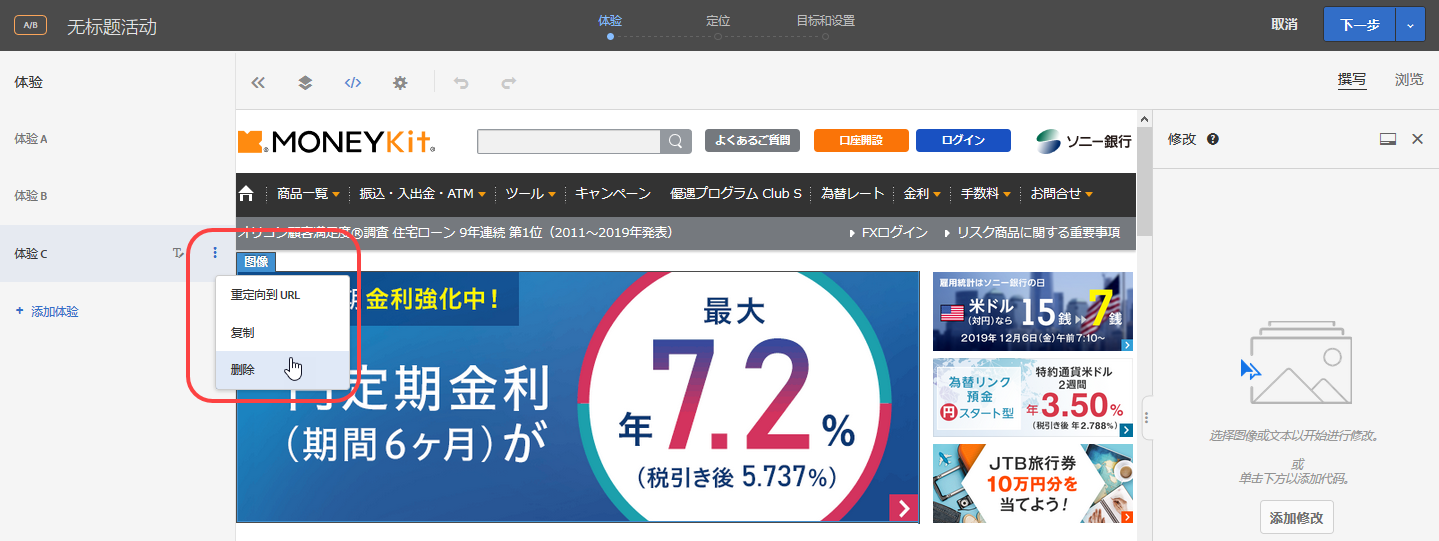 A/B
无标题活动
体验
定位
目标和设置
取消
下一步
体验
撰写
浏览
体验 A
体验 B
体验 C
重定向到 URL
复制
删除
+ 添加体验
MONEYKit
よくあるご質問
口座開設
ログイン
ソニー銀行
商品一覧
振込・入出金・ATM
ツール
キャンペーン
優遇プログラム Club S
為替レート
金利
手数料
お問合せ
オリコン顧客満足度®調査 住宅ローン 9年連続 第1位（2011～2019年発表）
FXログイン
リスク商品に関する重要事項
图像
金利強化中！
定期金利
（期間6ヶ月）が
最大
年7.2%
（税引き後 5.737%）
雇用統計はソニー銀行の日
米ドル
(対円)なら
15銭 7銭
2019年12月6日(金)午前7:10～
為替リンク
預金
円スタート型
特約通貨米ドル
2週間
年3.50%
(税引き後 年2.788%)
JTB旅行券
10万円分を
当てよう！
修改
选择图像或文本以开始进行修改。
或
单击下方以添加代码。
添加修改